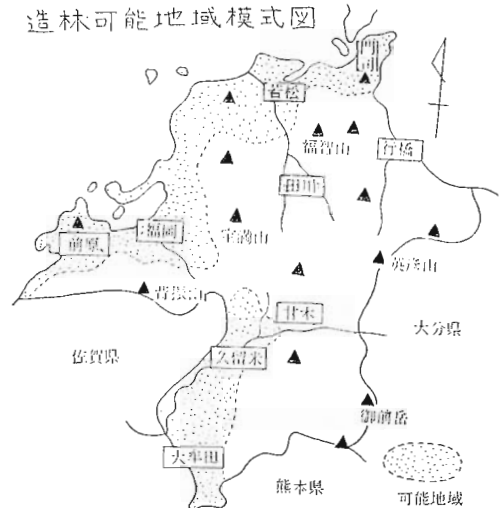 造林可能地域模式図
門司
若松
福智山
行橋
田川
福岡
宝満山
前原
英彦山
背振山
甘木
大分県
佐賀県
久留米
御前岳
大牟田
熊本県
可能地域